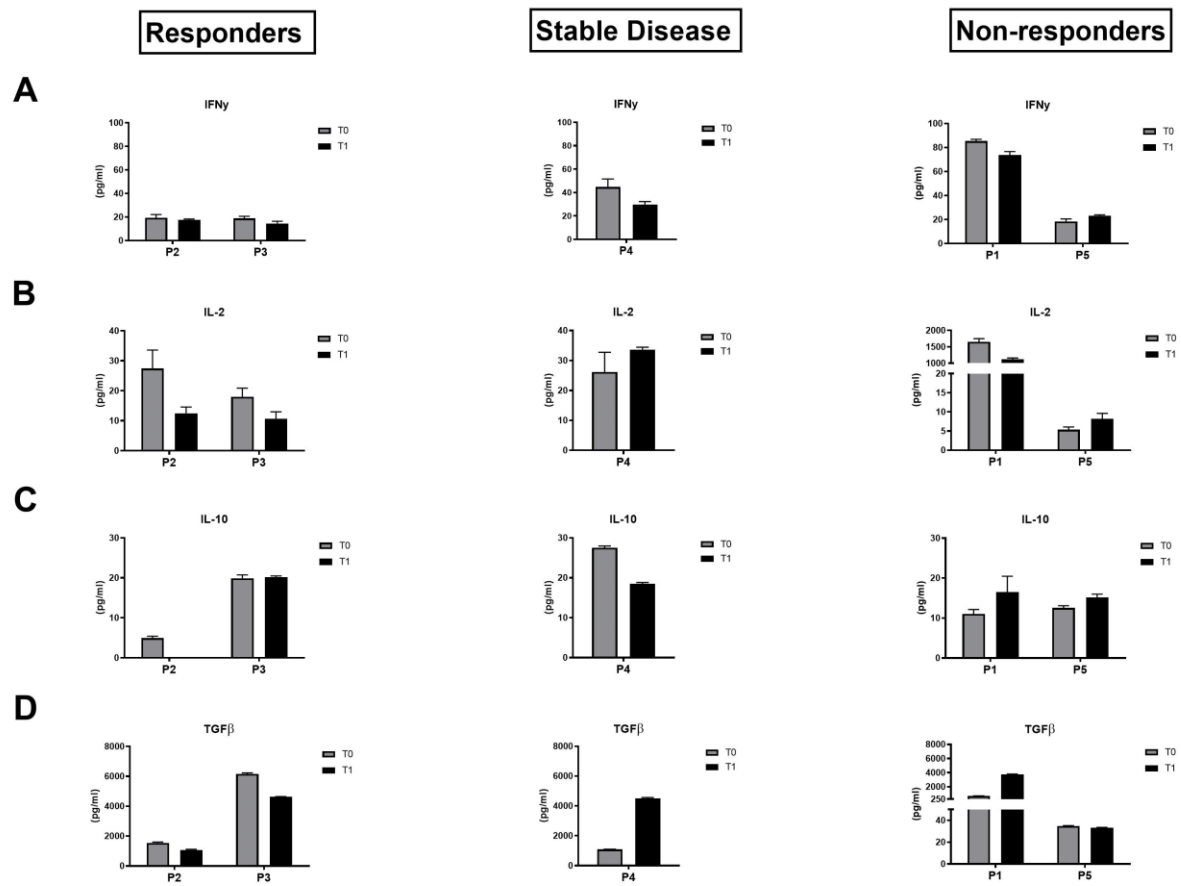 Responders
Stable Disease
Non-responders
A
IFNy
100
80
60
40
20
0
(pg/ml)
P2
P3
T0
T1
IFNy
100
80
60
40
20
0
(pg/ml)
P4
T0
T1
IFNy
100
80
60
40
20
0
(pg/ml)
P1
P5
T0
T1
B
IL-2
40
30
20
10
0
(pg/ml)
P2
P3
T0
T1
IL-2
40
30
20
10
0
(pg/ml)
P4
T0
T1
IL-2
2000
1500
1000
20
15
10
5
0
(pg/ml)
P1
P5
T0
T1
C
IL-10
30
20
10
0
(pg/ml)
P2
P3
T0
T1
IL-10
30
20
10
0
(pg/ml)
P4
T0
T1
IL-10
30
20
10
0
(pg/ml)
P1
P5
T0
T1
D
TGFβ
8000
6000
4000
2000
0
(pg/ml)
P2
P3
T0
T1
TGFβ
8000
6000
4000
2000
0
(pg/ml)
P4
T0
T1
TGFβ
8000
6000
4000
2000
250
40
20
0
(pg/ml)
P1
P5
T0
T1